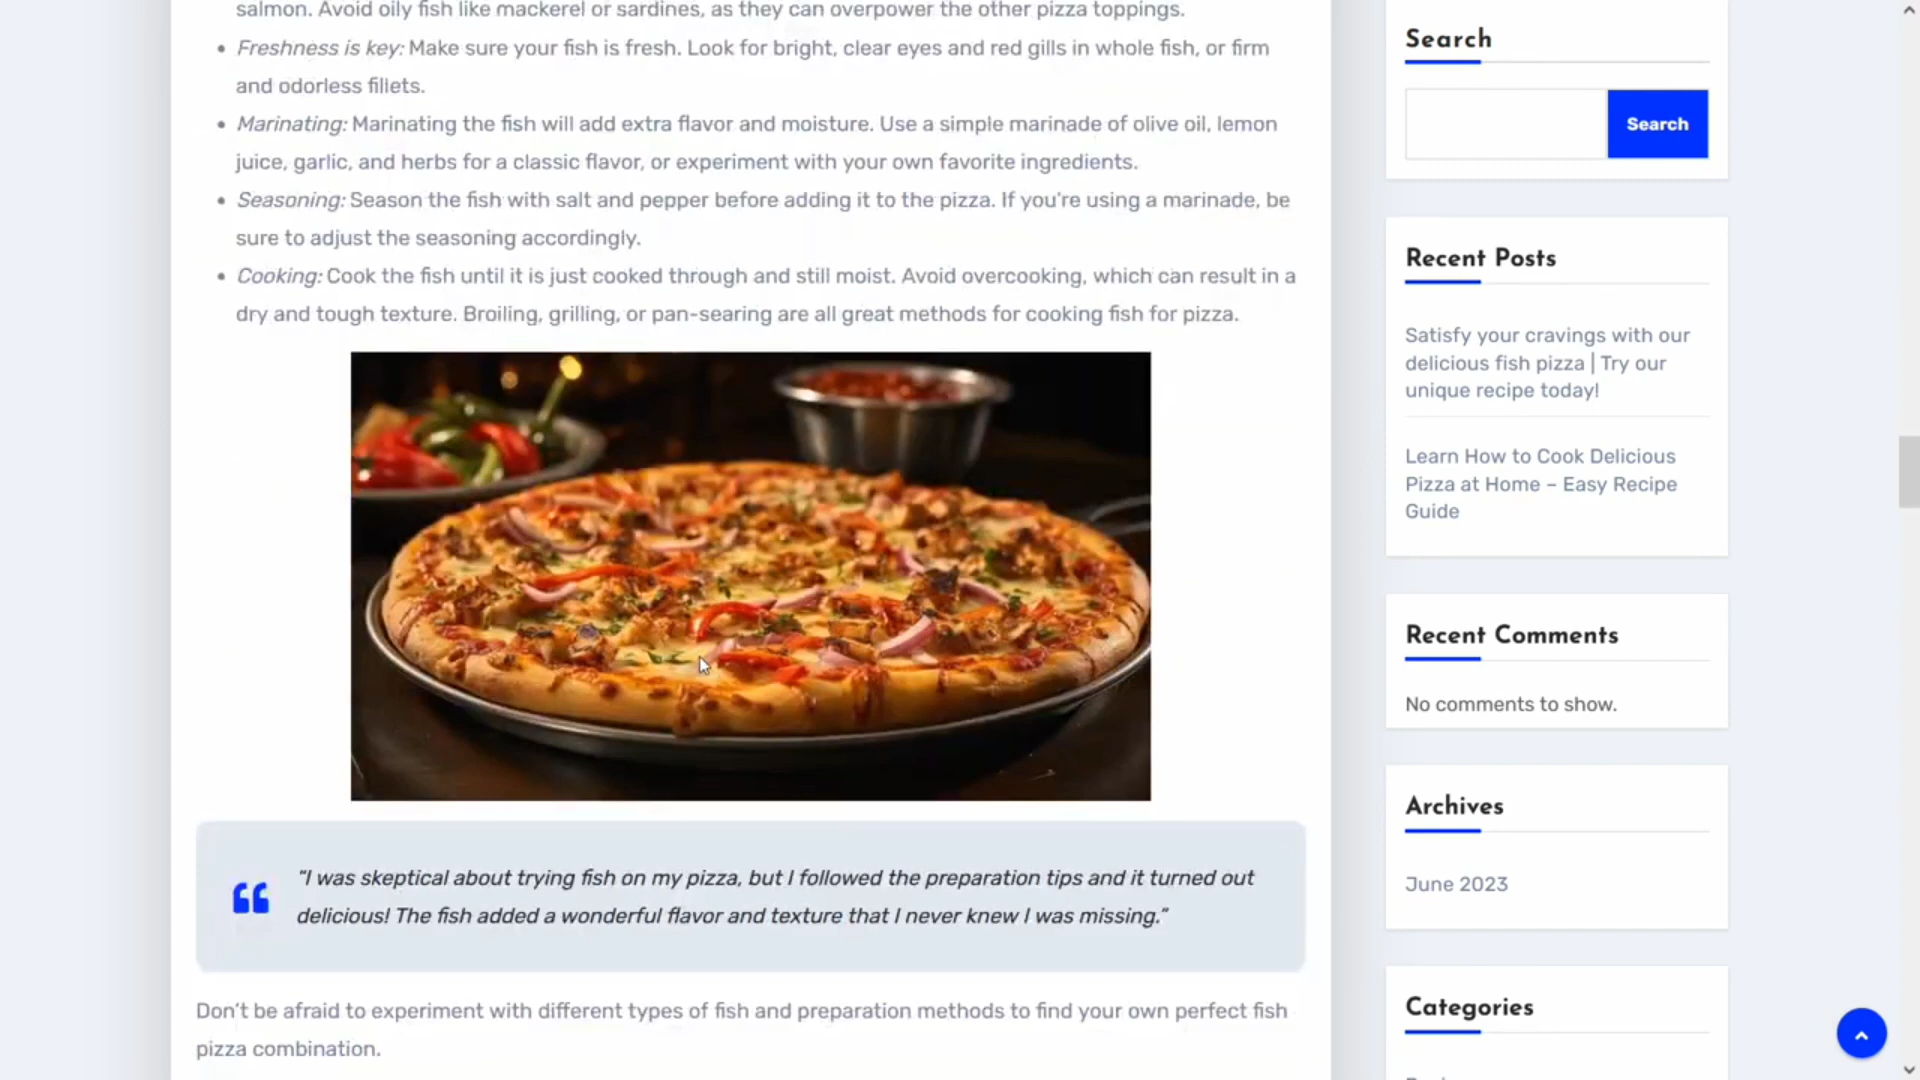 salmon. Avoid oily fish like mackerel or sardines, as they can overpower the other pizza toppings.
Freshness is key: Make sure your fish is fresh. Look for bright, clear eyes and red gills in whole fish, or firm
and odorless fillets.
Marinating: Marinating the fish will add extra flavor and moisture. Use a simple marinade of olive oil, lemon
juice, garlic, and herbs for a classic flavor, or experiment with your own favorite ingredients.
Seasoning: Season the fish with salt and pepper before adding it to the pizza. If you're using a marinade, be
sure to adjust the seasoning accordingly.
Cooking: Cook the fish until it is just cooked through and still moist. Avoid overcooking, which can result in a
dry and tough texture. Broiling, grilling, or pan-searing are all great methods for cooking fish for pizza.
“I was skeptical about trying fish on my pizza, but I followed the preparation tips and it turned out
delicious! The fish added a wonderful flavor and texture that I never knew I was missing.”
Don’t be afraid to experiment with different types of fish and preparation methods to find your own perfect fish
pizza combination.
Search
Search
Recent Posts
Satisfy your cravings with our
delicious fish pizza | Try our
unique recipe today!
Learn How to Cook Delicious
Pizza at Home – Easy Recipe
Guide
Recent Comments
No comments to show.
Archives
June 2023
Categories